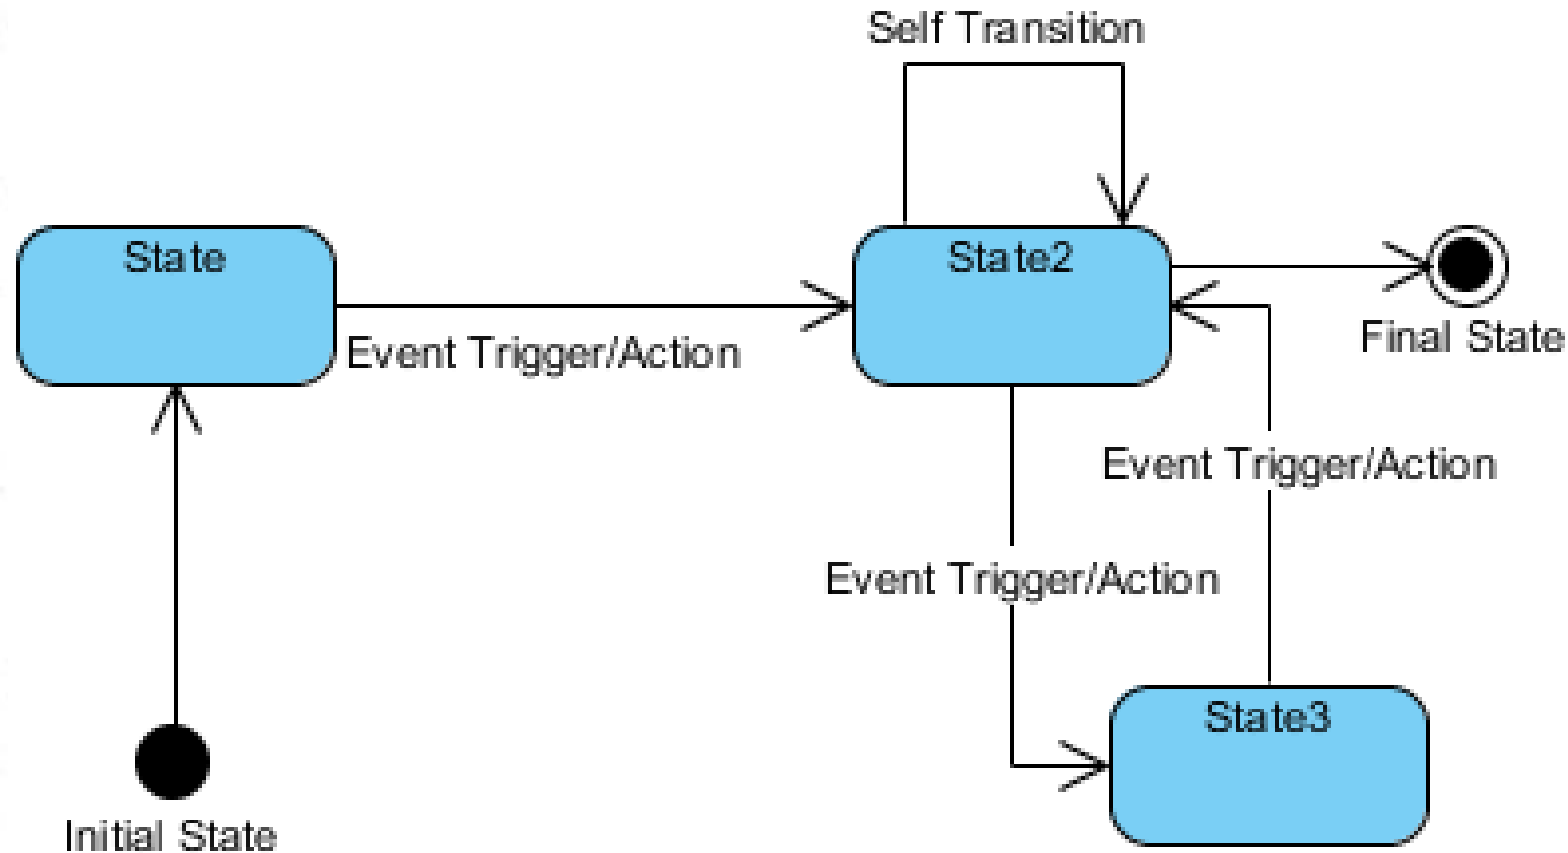 Self Transition
State
State2
Event Trigger/Action
Final State
Event Trigger/Action
Event Trigger/Action
State3
Initial State